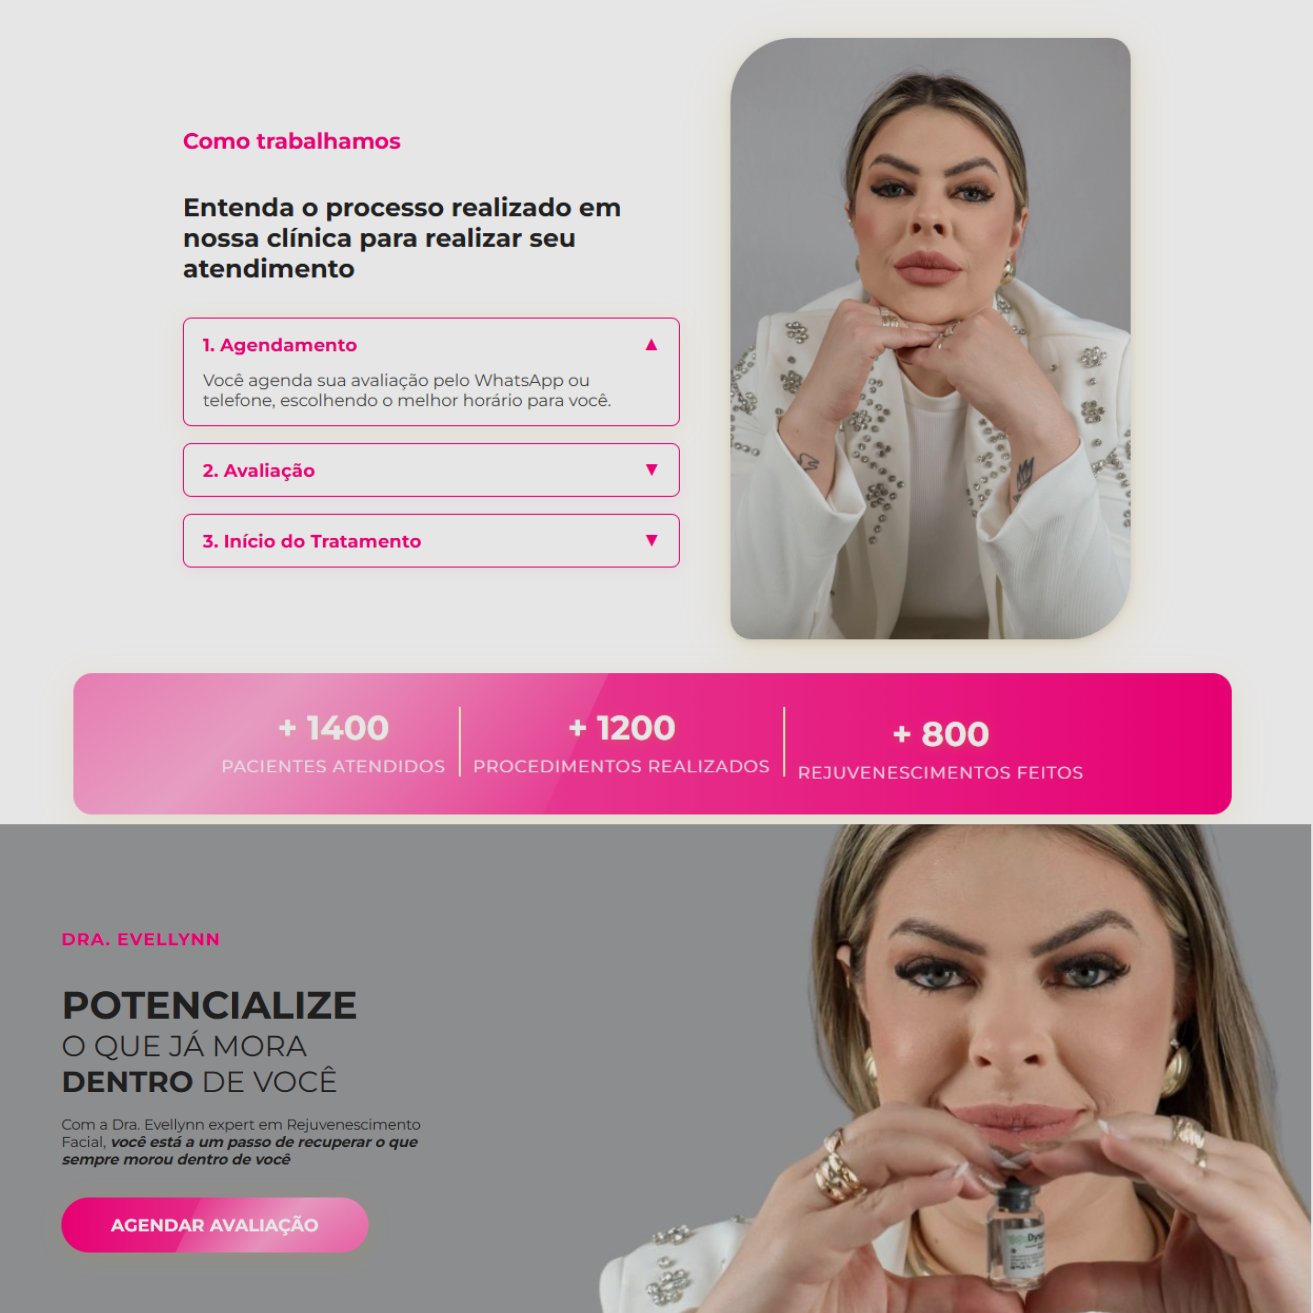 Como trabalhamos
Entenda o processo realizado em
nossa clínica para realizar seu
atendimento
1. Agendamento ▲
Você agenda sua avaliação pelo WhatsApp ou
telefone, escolhendo o melhor horário para você.
2. Avaliação ▼
3. Início do Tratamento ▼
+ 1400
PACIENTES ATENDIDOS
+ 1200
PROCEDIMENTOS REALIZADOS
+ 800
REJUVENESCIMENTOS FEITOS
DRA. EVELLYNN
POTENCIALIZE
O QUE JÁ MORA
DENTRO DE VOCÊ
Com a Dra. Evellynn expert em Rejuvenescimento
Facial, você está a um passo de recuperar o que
sempre morou dentro de você
AGENDAR AVALIAÇÃO